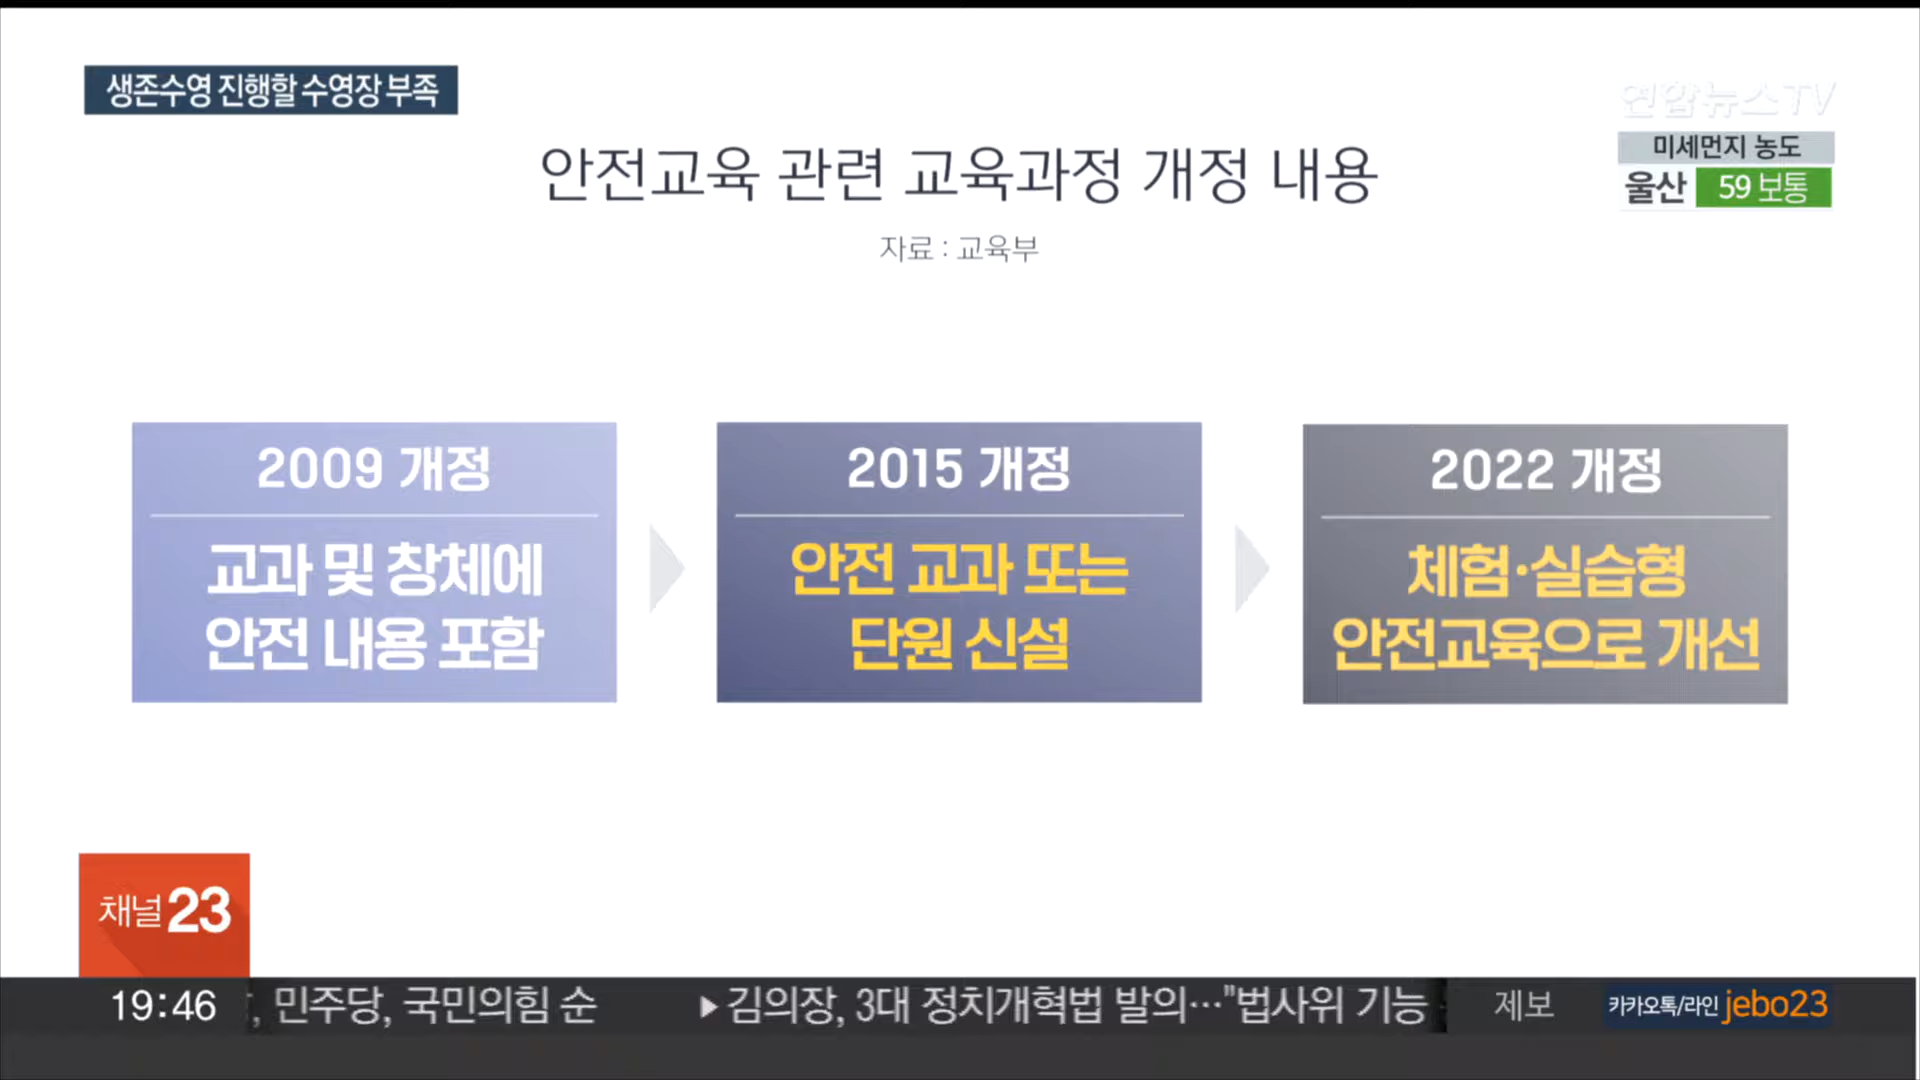 생존수영 진행할 수영장 부족
연합뉴스TV
미세먼지 농도
울산 59 보통
안전교육 관련 교육과정 개정 내용
자료 : 교육부
2009 개정
교과 및 창체에
안전 내용 포함
2015 개정
안전 교과 또는
단원 신설
2022 개정
체험·실습형
안전교육으로 개선
채널 23
19:46 , 민주당, 국민의힘 순 ▶김의장, 3대 정치개혁법 발의…"법사위 기능 제보 카카오톡/라인 jebo23